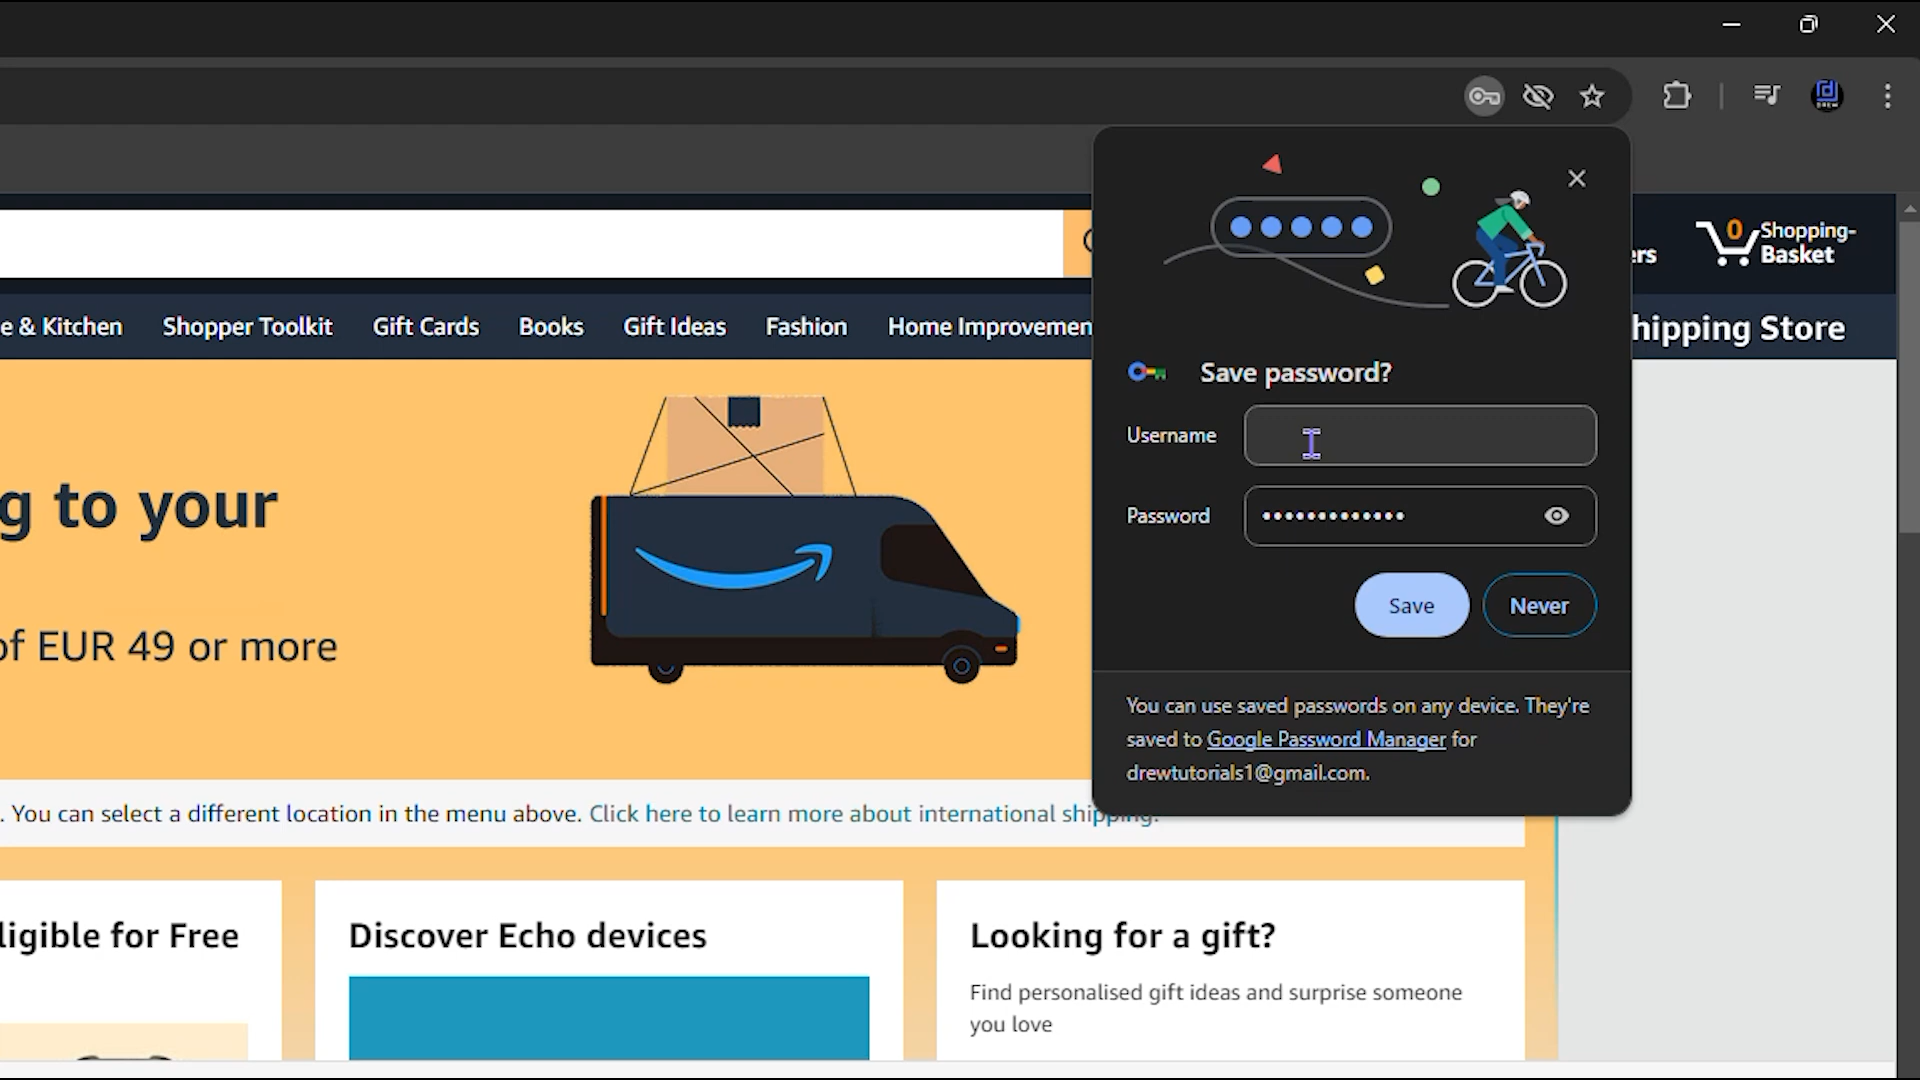 0 Shopping-
Basket
ers
e & Kitchen Shopper Toolkit Gift Cards Books Gift Ideas Fashion Home Improvemen
hipping Store
g to your
of EUR 49 or more
Save password?
Username
Password •••••••••••••
Save Never
You can use saved passwords on any device. They're
saved to Google Password Manager for
drewtutorials1@gmail.com.
. You can select a different location in the menu above. Click here to learn more about international shipping.
ligible for Free
Discover Echo devices
Looking for a gift?
Find personalised gift ideas and surprise someone
you love